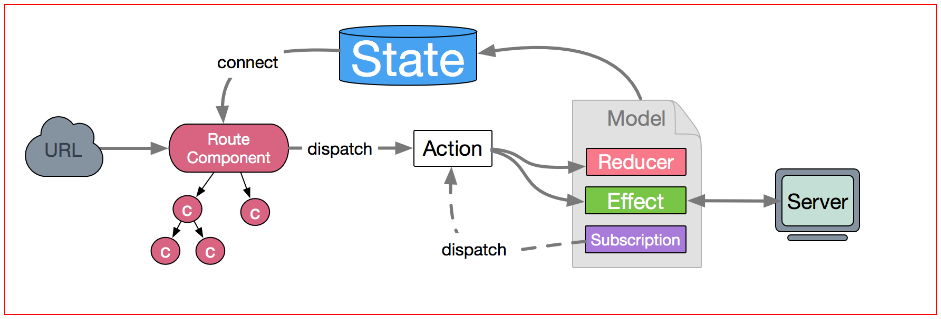 State
connect
Model
URL
Route
Component
dispatch
Action
Reducer
Effect
Server
Subscription
dispatch
C
C
C
C